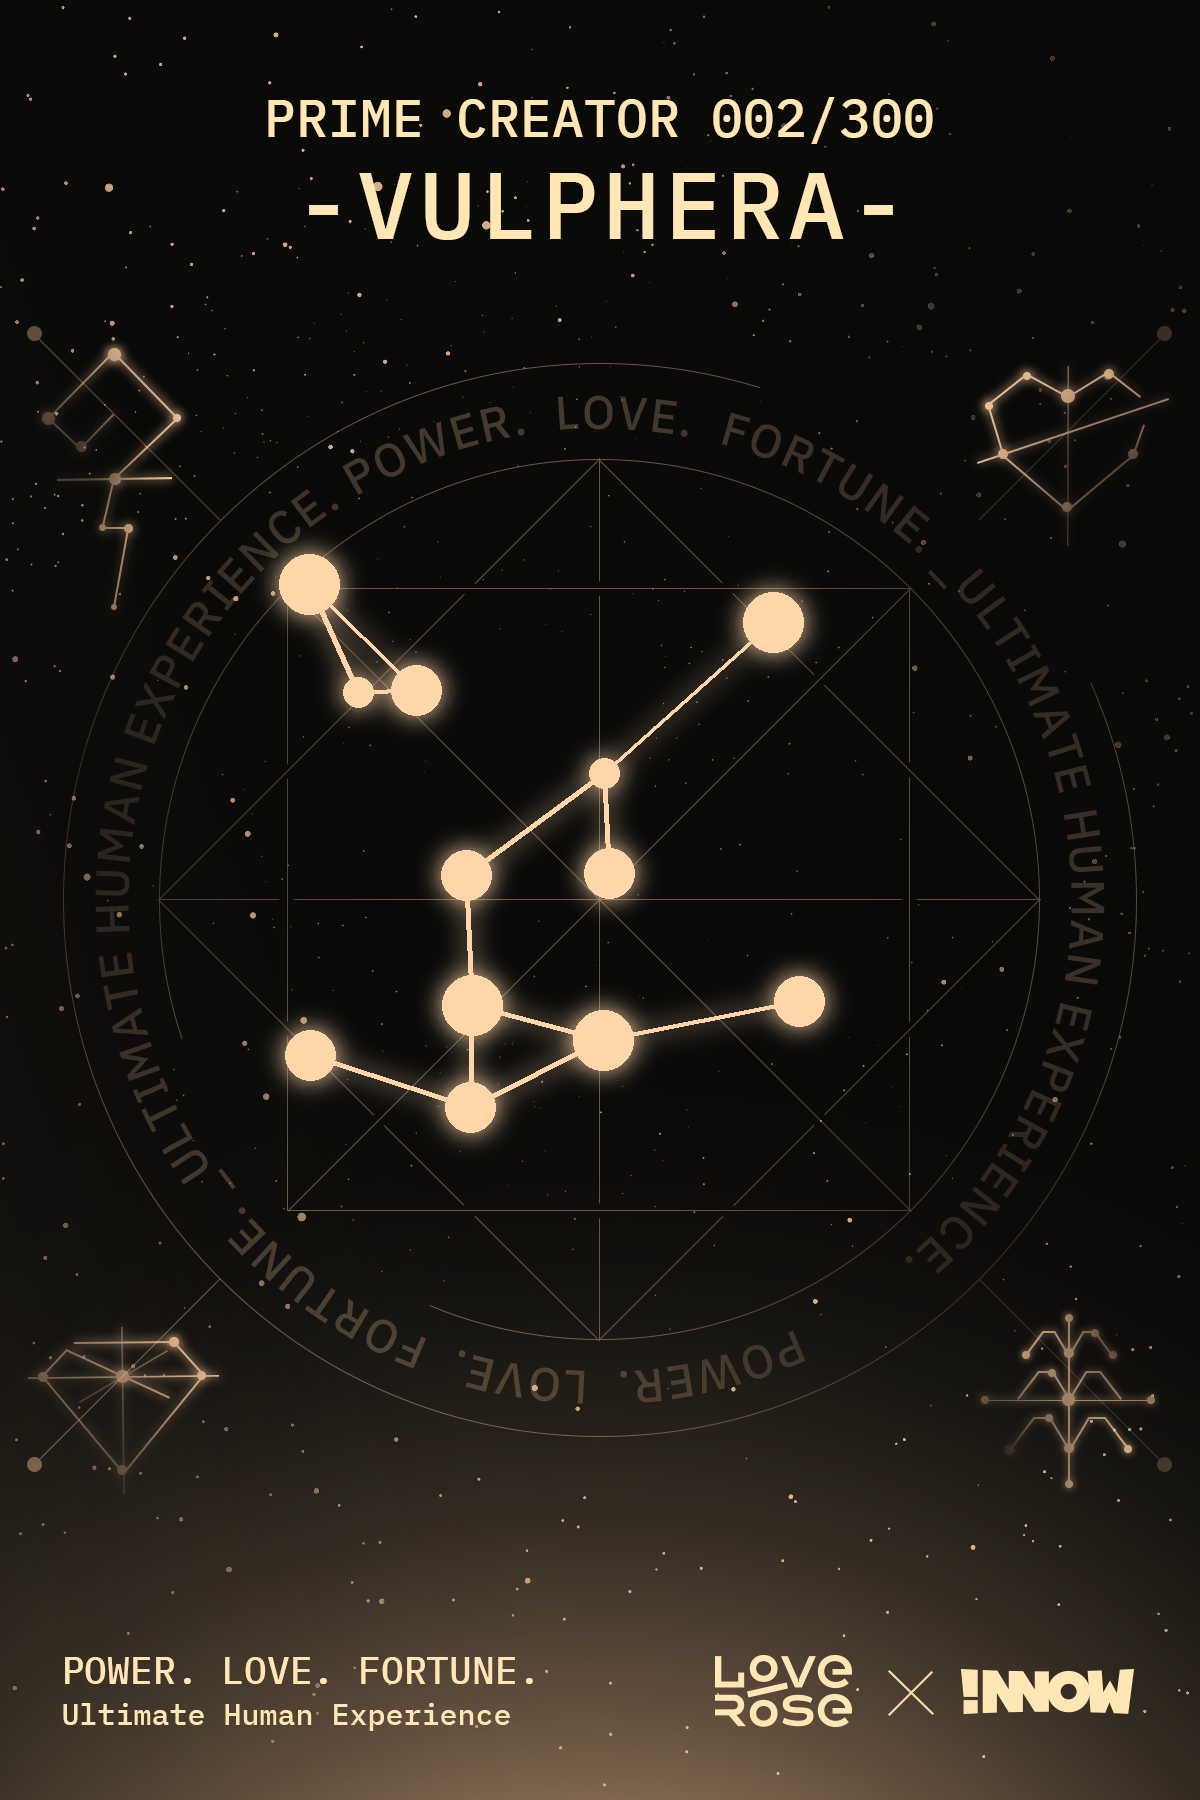 PRIME CREATOR 002/300
-VULPHERA-
POWER. LOVE. FORTUNE. – ULTIMATE HUMAN EXPERIENCE.
POWER. LOVE. FORTUNE. – ULTIMATE HUMAN EXPERIENCE.
POWER. LOVE. FORTUNE.
Ultimate Human Experience
LOVE
ROSE
!NNOW